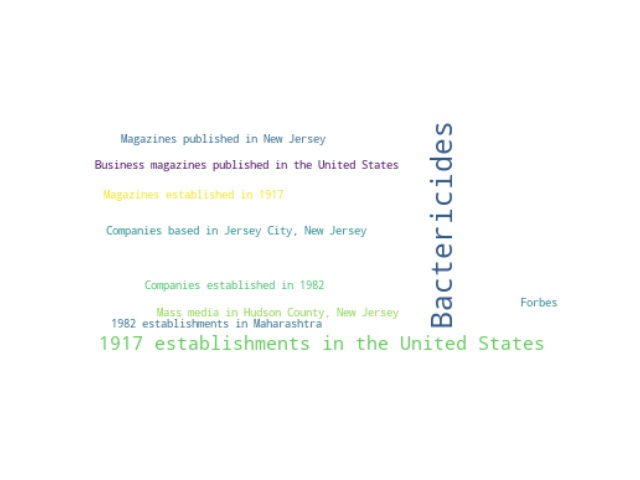 Magazines published in New Jersey
Business magazines published in the United States
Magazines established in 1917
Companies based in Jersey City, New Jersey
Bactericides
Companies established in 1982
Forbes
Mass media in Hudson County, New Jersey
1982 establishments in Maharashtra
1917 establishments in the United States